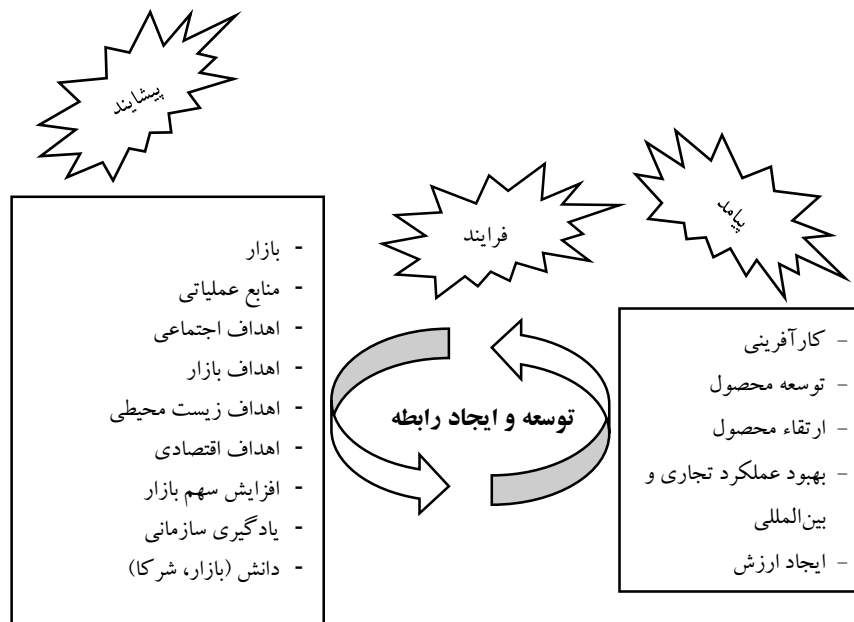 پیشایند
- بازار
- منابع عملیاتی
- اهداف اجتماعی
- اهداف بازار
- اهداف زیست محیطی
- اهداف اقتصادی
- افزایش سهم بازار
- یادگیری سازمانی
- دانش (بازار، شرکا)
فرایند
توسعه و ایجاد رابطه
پیامد
- کارآفرینی
- توسعه محصول
- ارتقاء محصول
- بهبود عملکرد تجاری و
بین‌المللی
- ایجاد ارزش